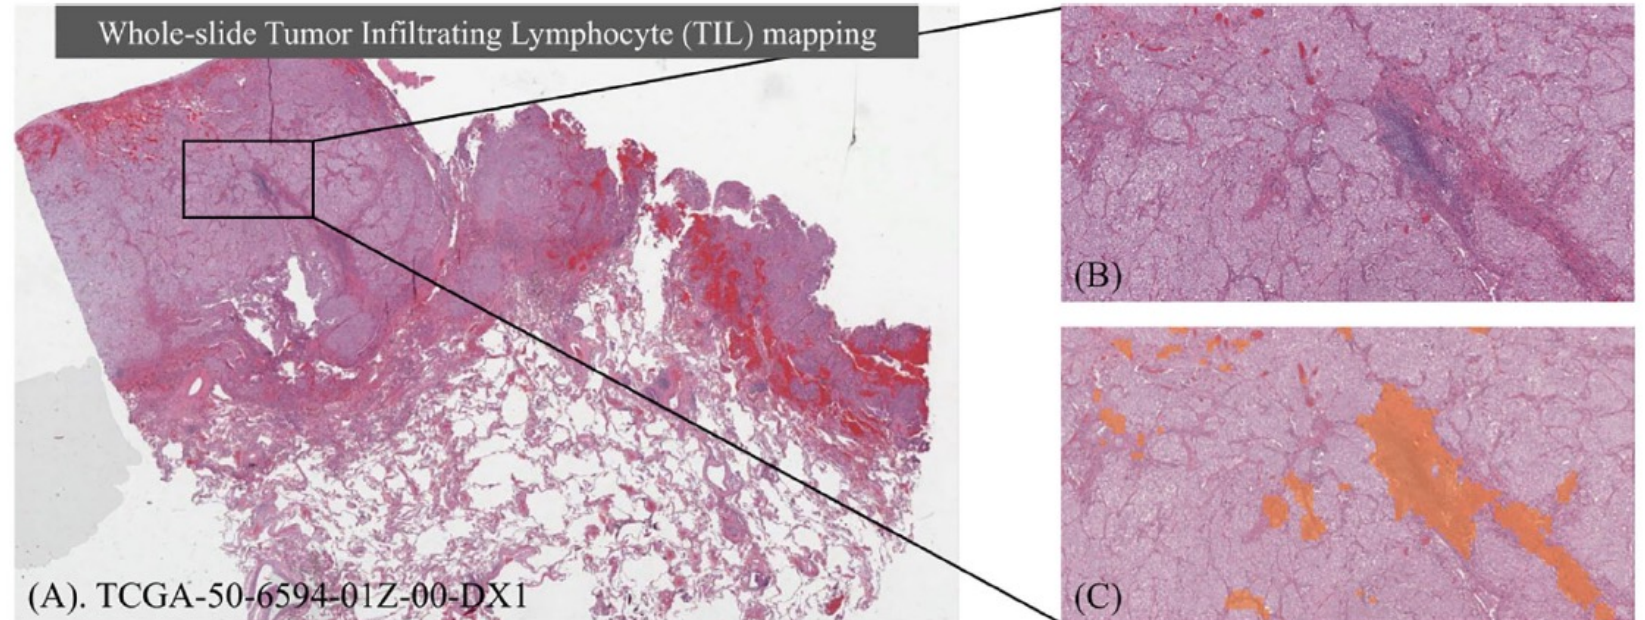 Whole-slide Tumor Infiltrating Lymphocyte (TIL) mapping
(B)
(A). TCGA-50-6594-01Z-00-DX1
(C)